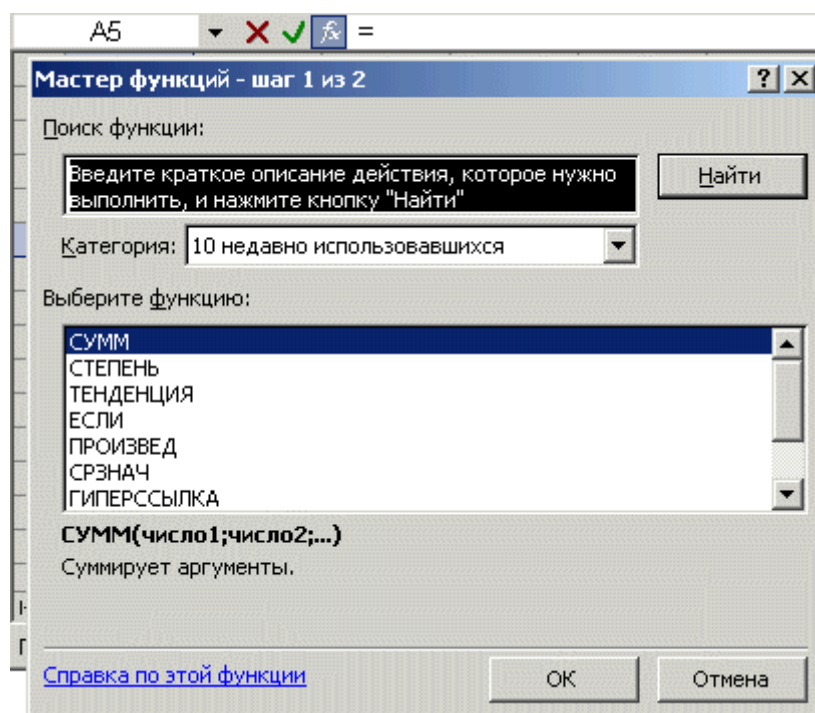 A5 =
Мастер функций - шаг 1 из 2
Поиск функции:
Введите краткое описание действия, которое нужно
выполнить, и нажмите кнопку "Найти"
Найти
Категория: 10 недавно использовавшихся
Выберите функцию:
СУММ
СТЕПЕНЬ
ТЕНДЕНЦИЯ
ЕСЛИ
ПРОИЗВЕД
СРЗНАЧ
ГИПЕРССЫЛКА
СУММ(число1;число2;...)
Суммирует аргументы.
Справка по этой функции
ОК
Отмена